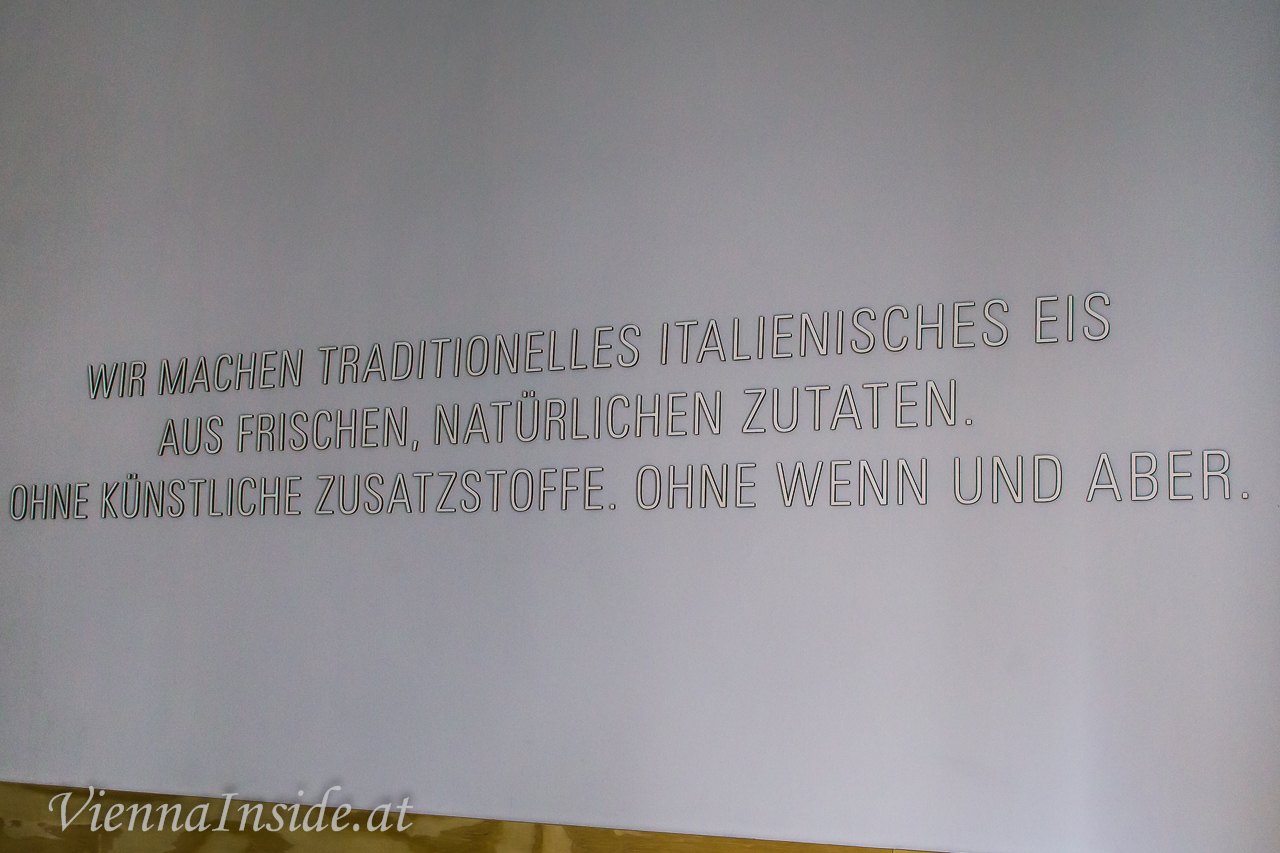 WIR MACHEN TRADITIONELLES ITALIENISCHES EIS
AUS FRISCHEN, NATÜRLICHEN ZUTATEN.
OHNE KÜNSTLICHE ZUSATZSTOFFE. OHNE WENN UND ABER.
ViennaInside.at